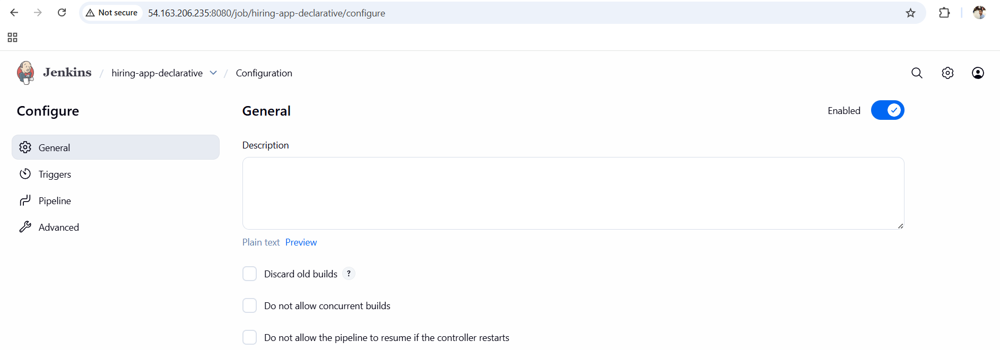 Not secure 54.163.206.235:8080/job/hiring-app-declarative/configure
Jenkins / hiring-app-declarative / Configuration
Configure
General
Triggers
Pipeline
Advanced
General
Enabled
Description
Plain text Preview
Discard old builds ?
Do not allow concurrent builds
Do not allow the pipeline to resume if the controller restarts